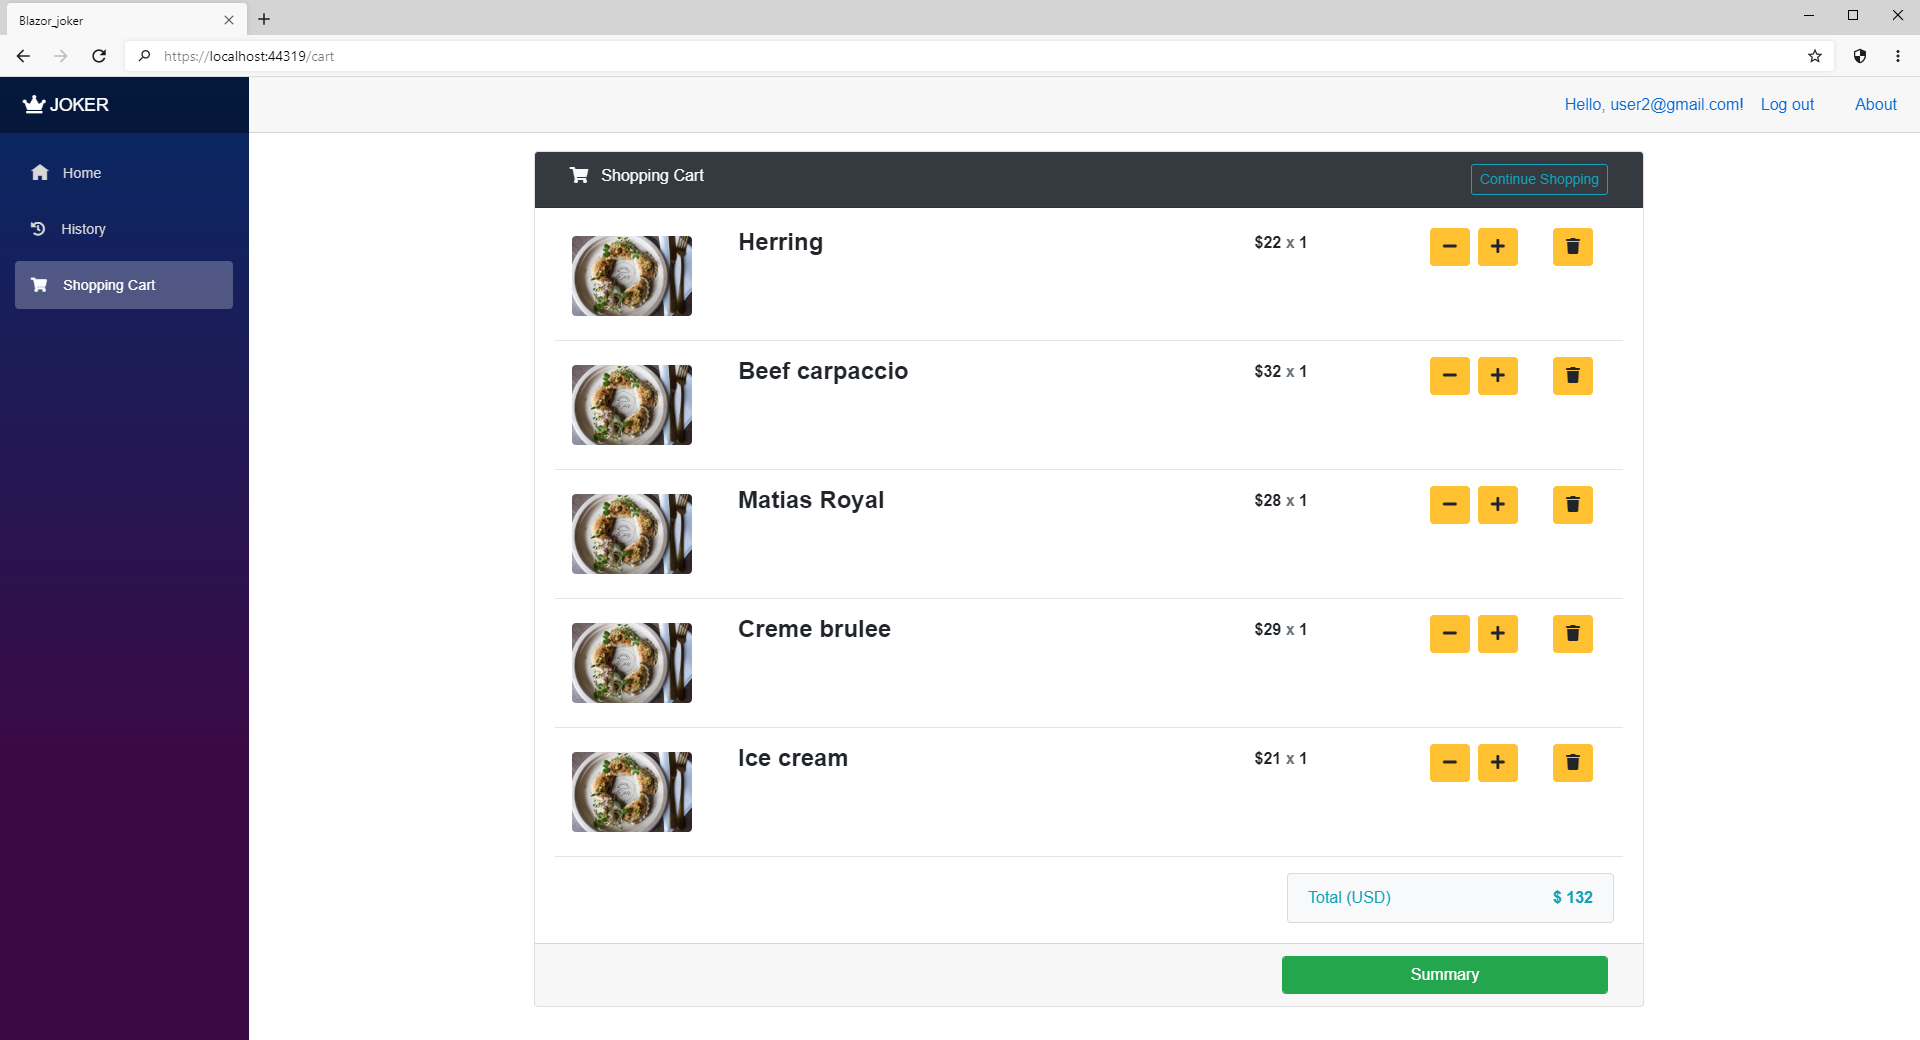 Blazor_joker
https://localhost:44319/cart
JOKER
Hello, user2@gmail.com! Log out About
Home
History
Shopping Cart
Shopping Cart
Continue Shopping
Herring $22 x 1
Beef carpaccio $32 x 1
Matias Royal $28 x 1
Creme brulee $29 x 1
Ice cream $21 x 1
Total (USD) $ 132
Summary